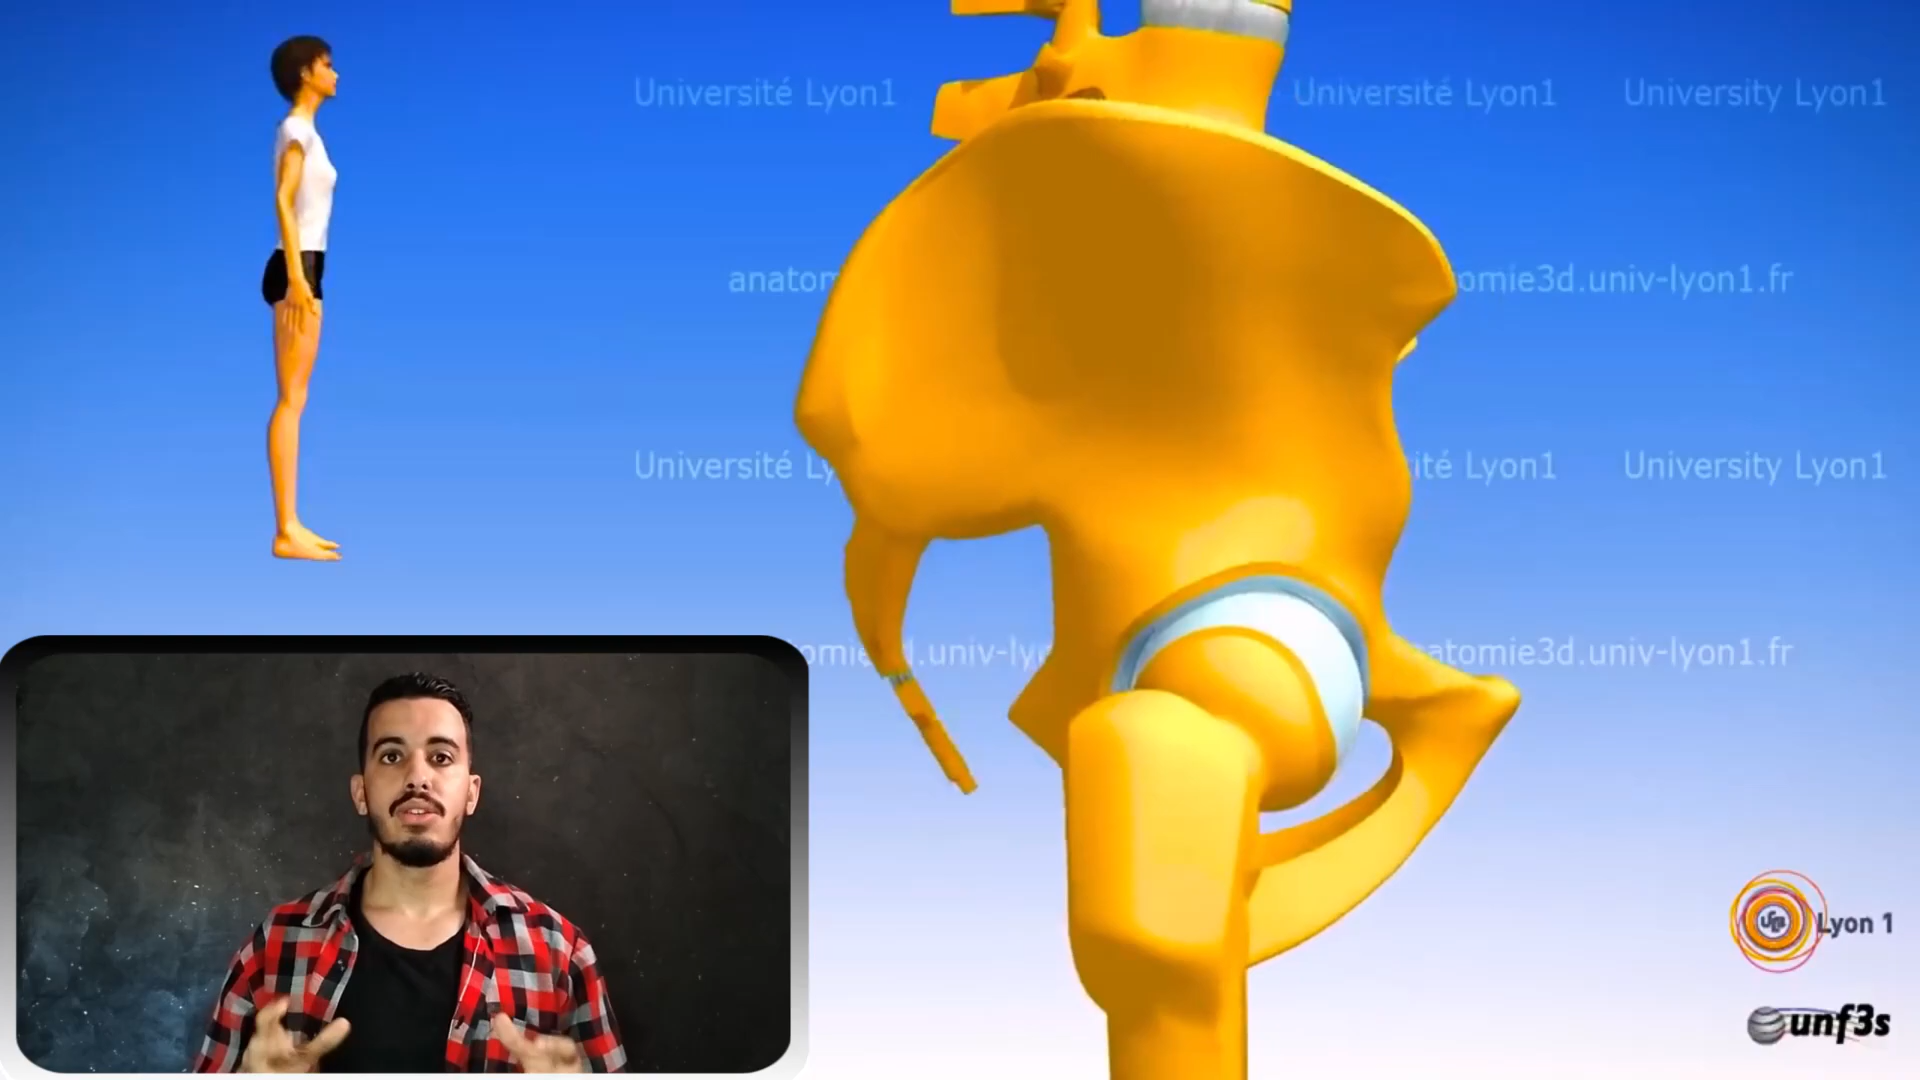 Université Lyon1
Université Lyon1
University Lyon1
anatom
omie3d.univ-lyon1.fr
Université Ly
ité Lyon1
University Lyon1
omie
.univ-ly
atomie3d.univ-lyon1.fr
Lyon 1
unf3s